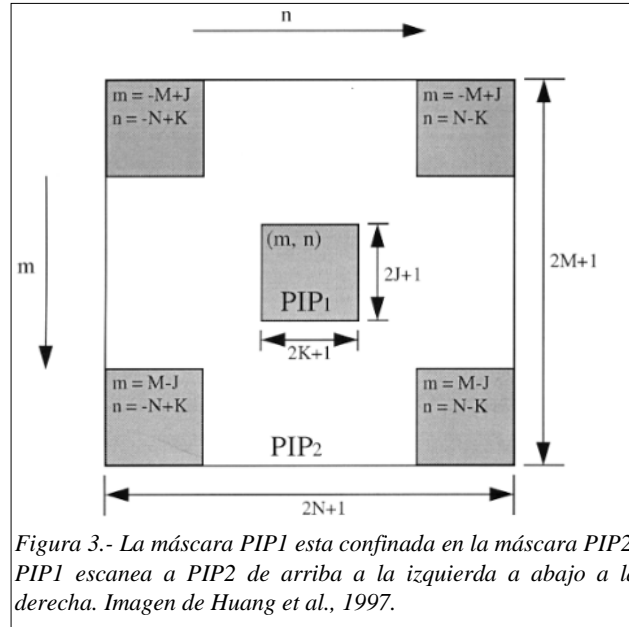 n
m = -M+J
n = -N+K
m = -M+J
n = N-K
m
(m, n)
PIP1
2J+1
2M+1
2K+1
m = M-J
n = -N+K
m = M-J
n = N-K
PIP2
2N+1
Figura 3.- La máscara PIP1 esta confinada en la máscara PIP2
PIP1 escanea a PIP2 de arriba a la izquierda a abajo a la
derecha. Imagen de Huang et al., 1997.